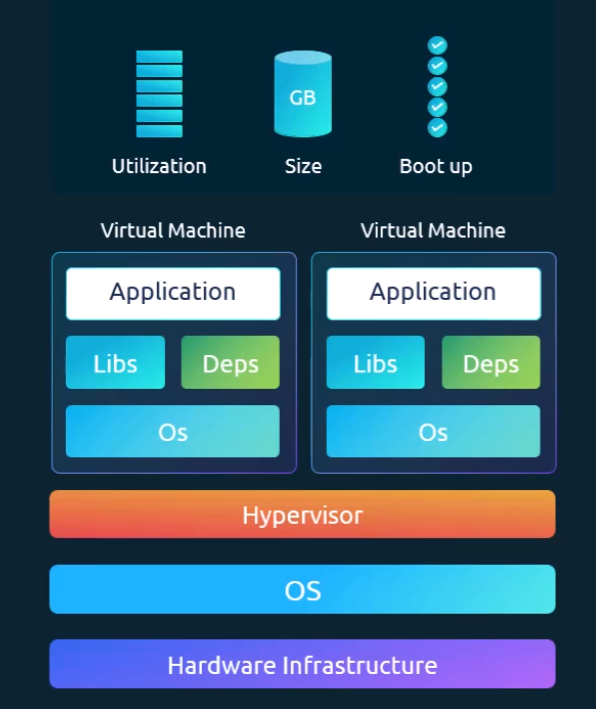 GB
Utilization Size Boot up
Virtual Machine Virtual Machine
Application Application
Libs Deps Libs Deps
Os Os
Hypervisor
OS
Hardware Infrastructure